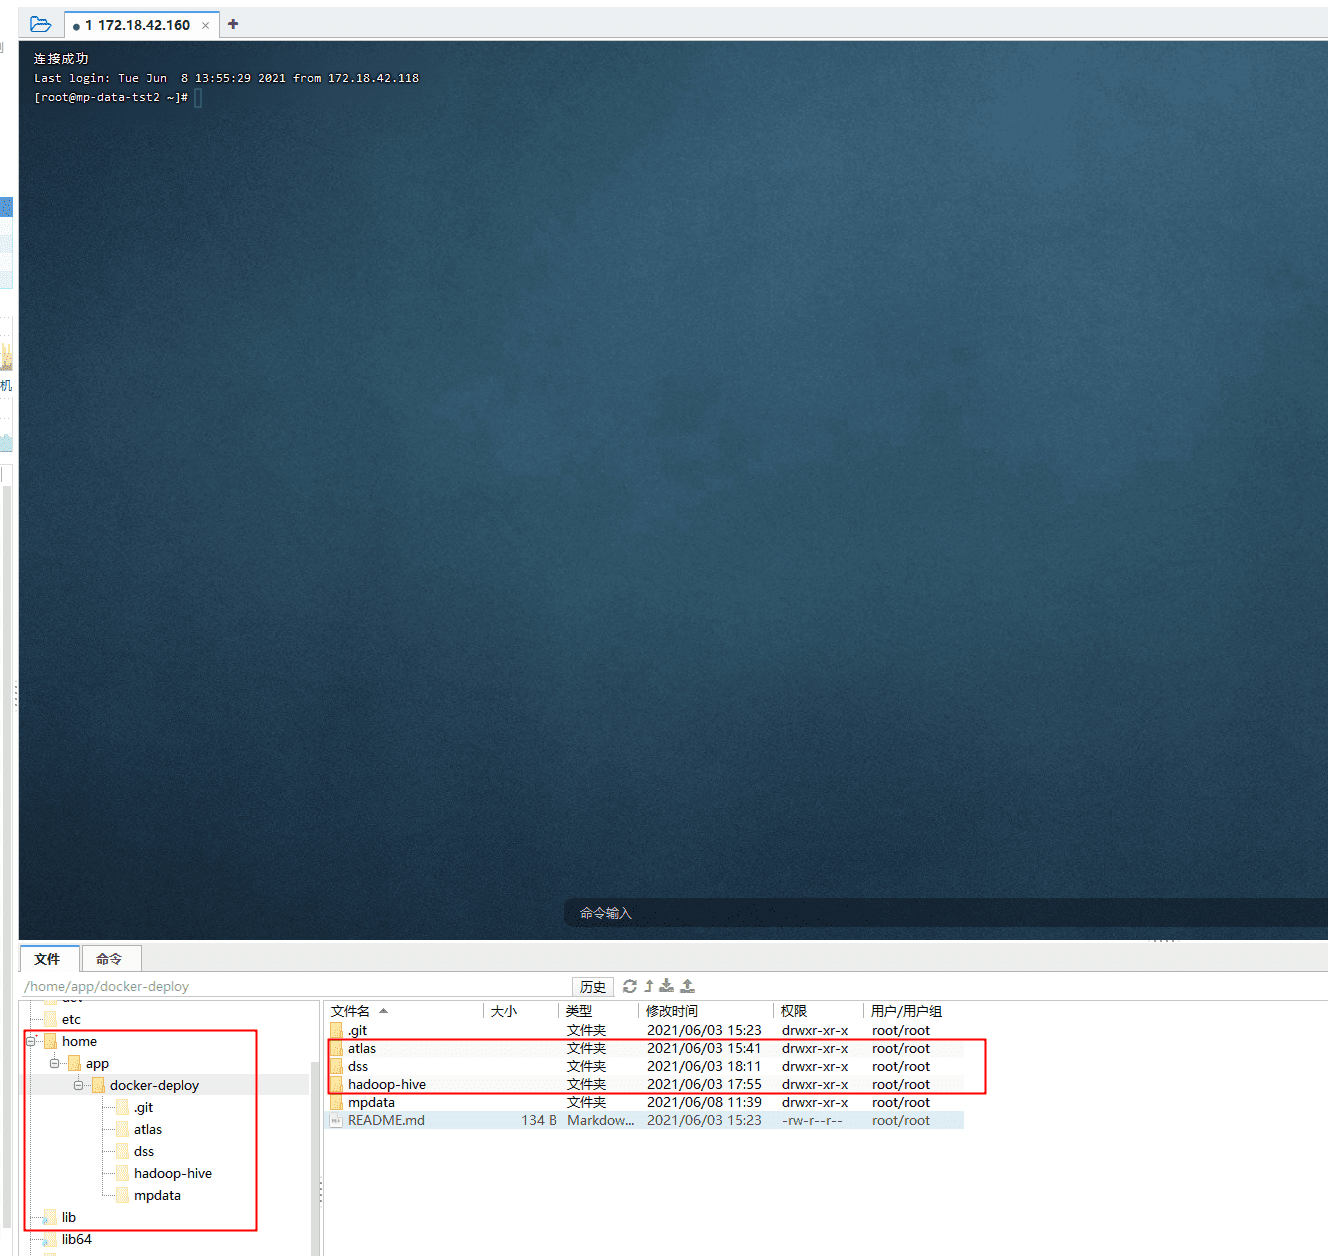 1 172.18.42.160 × +
连接成功
Last login: Tue Jun  8 13:55:29 2021 from 172.18.42.118
[root@mp-data-tst2 ~]#
机
命令输入
文件 命令
/home/app/docker-deploy 历史
dev
etc
home
app
docker-deploy
.git
atlas
dss
hadoop-hive
mpdata
lib
lib64
文件名 大小 类型 修改时间 权限 用户/用户组
.git 文件夹 2021/06/03 15:23 drwxr-xr-x root/root
atlas 文件夹 2021/06/03 15:41 drwxr-xr-x root/root
dss 文件夹 2021/06/03 18:11 drwxr-xr-x root/root
hadoop-hive 文件夹 2021/06/03 17:55 drwxr-xr-x root/root
mpdata 文件夹 2021/06/08 11:39 drwxr-xr-x root/root
README.md 134 B Markdow... 2021/06/03 15:23 -rw-r--r-- root/root